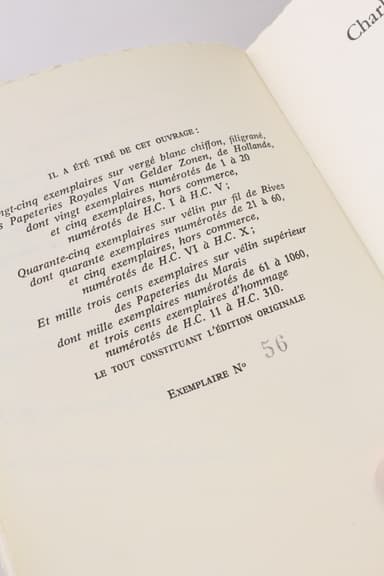 IL A ÉTÉ TIRÉ DE CET OUVRAGE :
cinq exemplaires sur vergé blanc chiffon, filigrané,
Papeteries Royales Van Gelder Zonen, de Hollande,
dont vingt exemplaires numérotés de 1 à 20
et cinq exemplaires, hors commerce,
numérotés de H.C. I à H.C. V ;
Quarante-cinq exemplaires sur vélin pur fil de Rives
dont quarante exemplaires numérotés de 21 à 60,
et cinq exemplaires, hors commerce,
numérotés de H.C. VI à H.C. X ;
Et mille trois cents exemplaires sur vélin supérieur
des Papeteries du Marais
dont mille exemplaires numérotés de 61 à 1060,
et trois cents exemplaires d'hommage
numérotés de H.C. 11 à H.C. 310.
LE TOUT CONSTITUANT L'ÉDITION ORIGINALE
EXEMPLAIRE N° 56
Charl